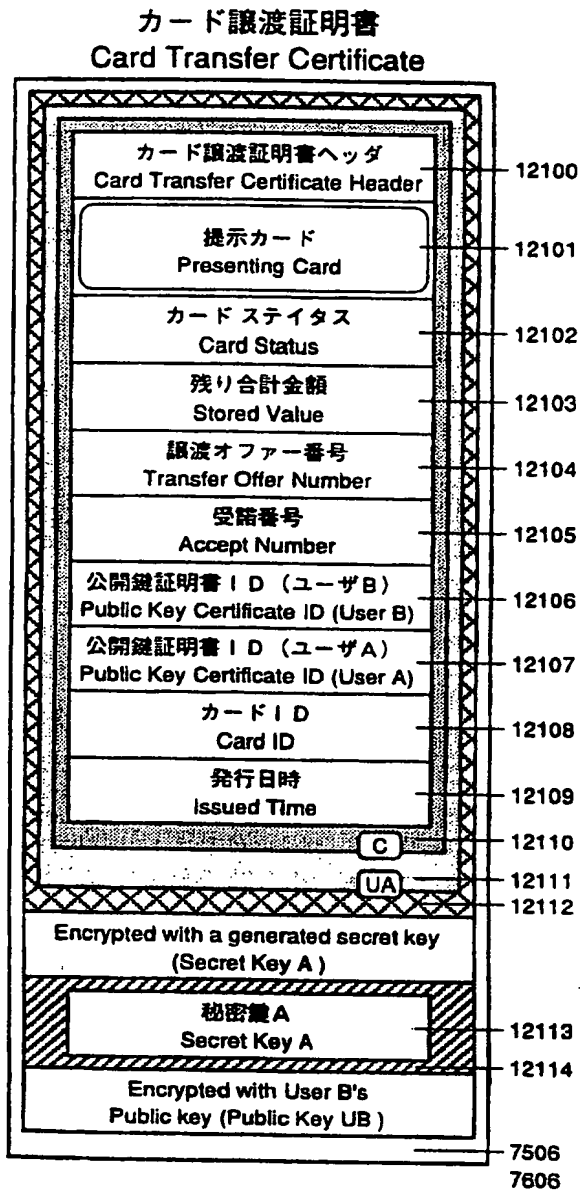 カード譲渡証明書
Card Transfer Certificate
カード譲渡証明書ヘッダ
Card Transfer Certificate Header
12100
提示カード
Presenting Card
12101
カード ステイタス
Card Status
12102
残り合計金額
Stored Value
12103
譲渡オファー番号
Transfer Offer Number
12104
受諾番号
Accept Number
12105
公開鍵証明書ID(ユーザB)
Public Key Certificate ID (User B)
12106
公開鍵証明書ID(ユーザA)
Public Key Certificate ID (User A)
12107
カードID
Card ID
12108
発行日時
Issued Time
12109
C
12110
UA
12111
12112
Encrypted with a generated secret key
(Secret Key A )
秘密鍵A
Secret Key A
12113
12114
Encrypted with User B's
Public key (Public Key UB )
7506
7606